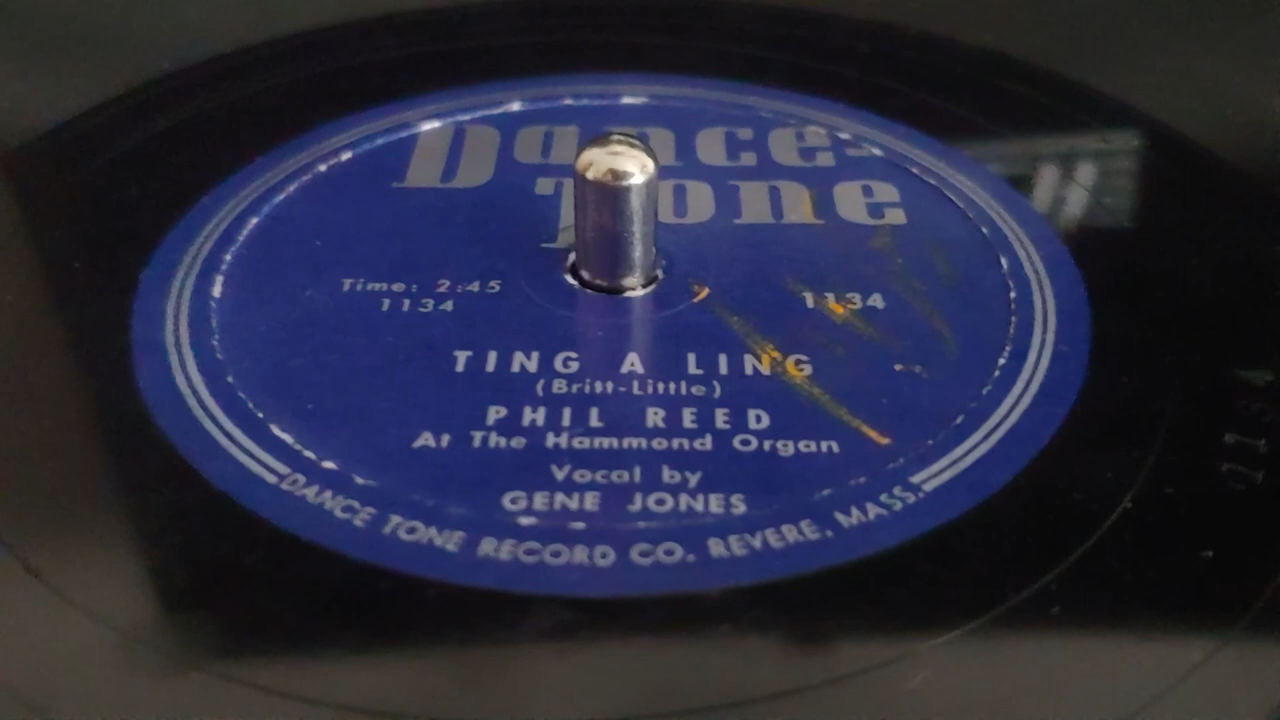 Dance-
Tone
Time: 2:45
1134
1134
TING A LING
(Britt-Little)
PHIL REED
At The Hammond Organ
Vocal by
GENE JONES
DANCE TONE RECORD CO. REVERE, MASS.